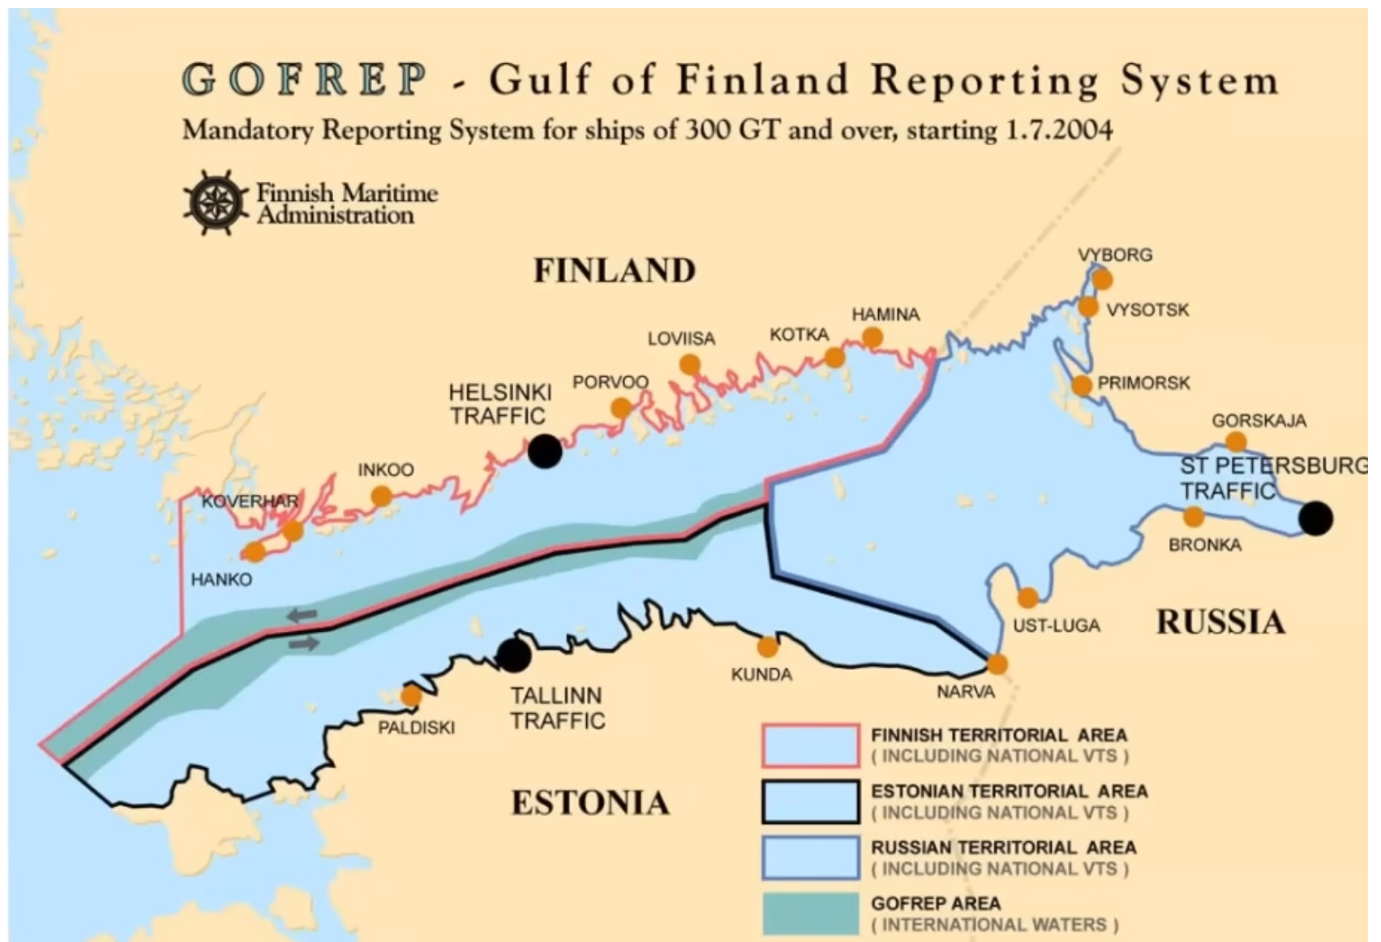 GOFREP - Gulf of Finland Reporting System
Mandatory Reporting System for ships of 300 GT and over, starting 1.7.2004
Finnish Maritime
Administration
FINLAND
VYBORG
VYSOTSK
HAMINA
KOTKA
LOVIISA
PORVOO
PRIMORSK
HELSINKI
TRAFFIC
GORSKAJA
ST PETERSBURG
TRAFFIC
INKOO
KOVERHAR
BRONKA
HANKO
UST-LUGA
RUSSIA
KUNDA
NARVA
TALLINN
TRAFFIC
PALDISKI
ESTONIA
FINNISH TERRITORIAL AREA
( INCLUDING NATIONAL VTS )
ESTONIAN TERRITORIAL AREA
( INCLUDING NATIONAL VTS )
RUSSIAN TERRITORIAL AREA
( INCLUDING NATIONAL VTS )
GOFREP AREA
( INTERNATIONAL WATERS )